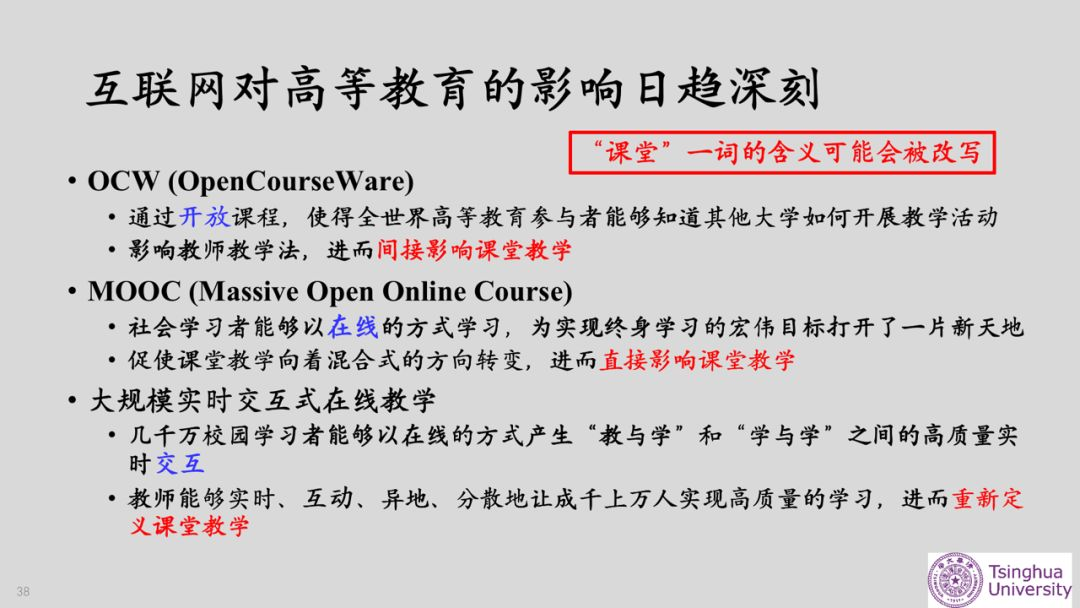 互联网对高等教育的影响日趋深刻
“课堂”一词的含义可能会被改写
• OCW (OpenCourseWare)
• 通过开放课程，使得全世界高等教育参与者能够知道其他大学如何开展教学活动
• 影响教师教学法，进而间接影响课堂教学
• MOOC (Massive Open Online Course)
• 社会学习者能够以在线的方式学习，为实现终身学习的宏伟目标打开了一片新天地
• 促使课堂教学向着混合式的方向转变，进而直接影响课堂教学
• 大规模实时交互式在线教学
• 几千万校园学习者能够以在线的方式产生“教与学”和“学与学”之间的高质量实
时交互
• 教师能够实时、互动、异地、分散地让成千上万人实现高质量的学习，进而重新定
义课堂教学
38
Tsinghua
University